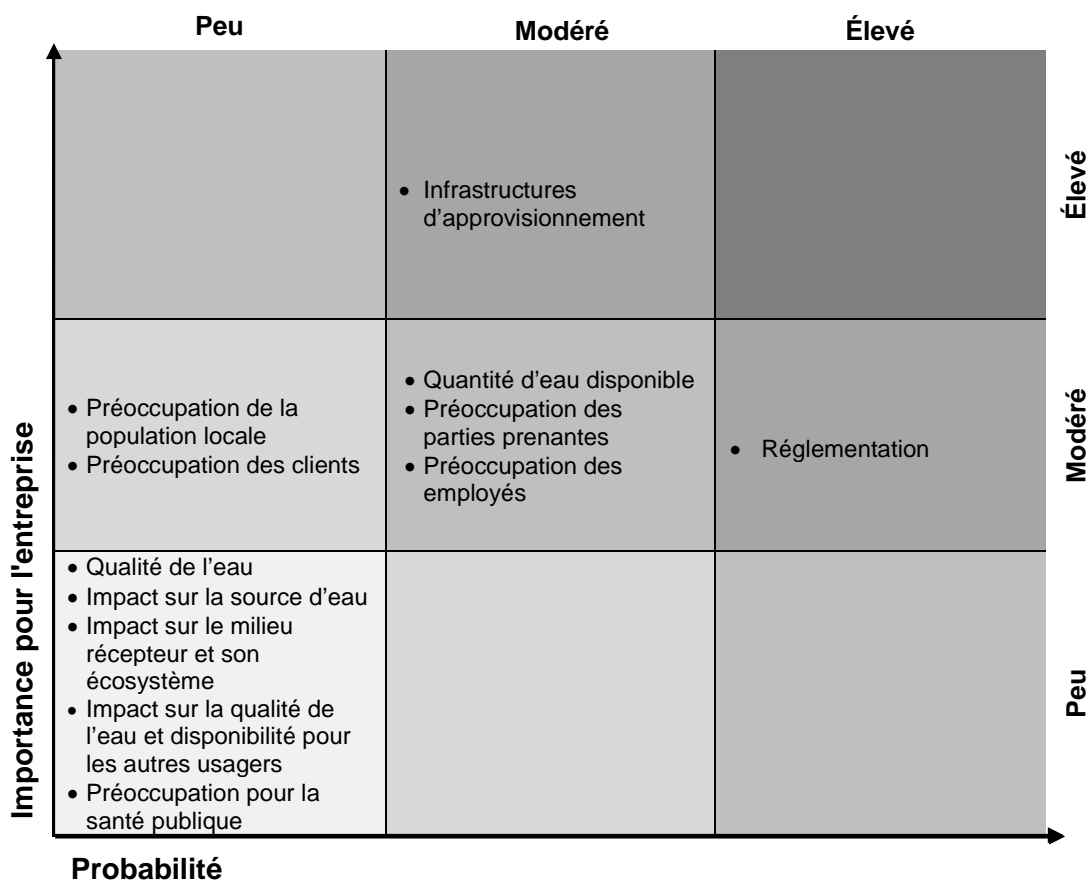 Peu
Modéré
Élevé
• Infrastructures
d’approvisionnement
Élevé
• Préoccupation de la
population locale
• Préoccupation des clients
• Quantité d’eau disponible
• Préoccupation des
parties prenantes
• Préoccupation des
employés
• Réglementation
Modéré
• Qualité de l’eau
• Impact sur la source d’eau
• Impact sur le milieu
récepteur et son
écosystème
• Impact sur la qualité de
l’eau et disponibilité pour
les autres usagers
• Préoccupation pour la
santé publique
Peu
Importance pour l'entreprise
Probabilité